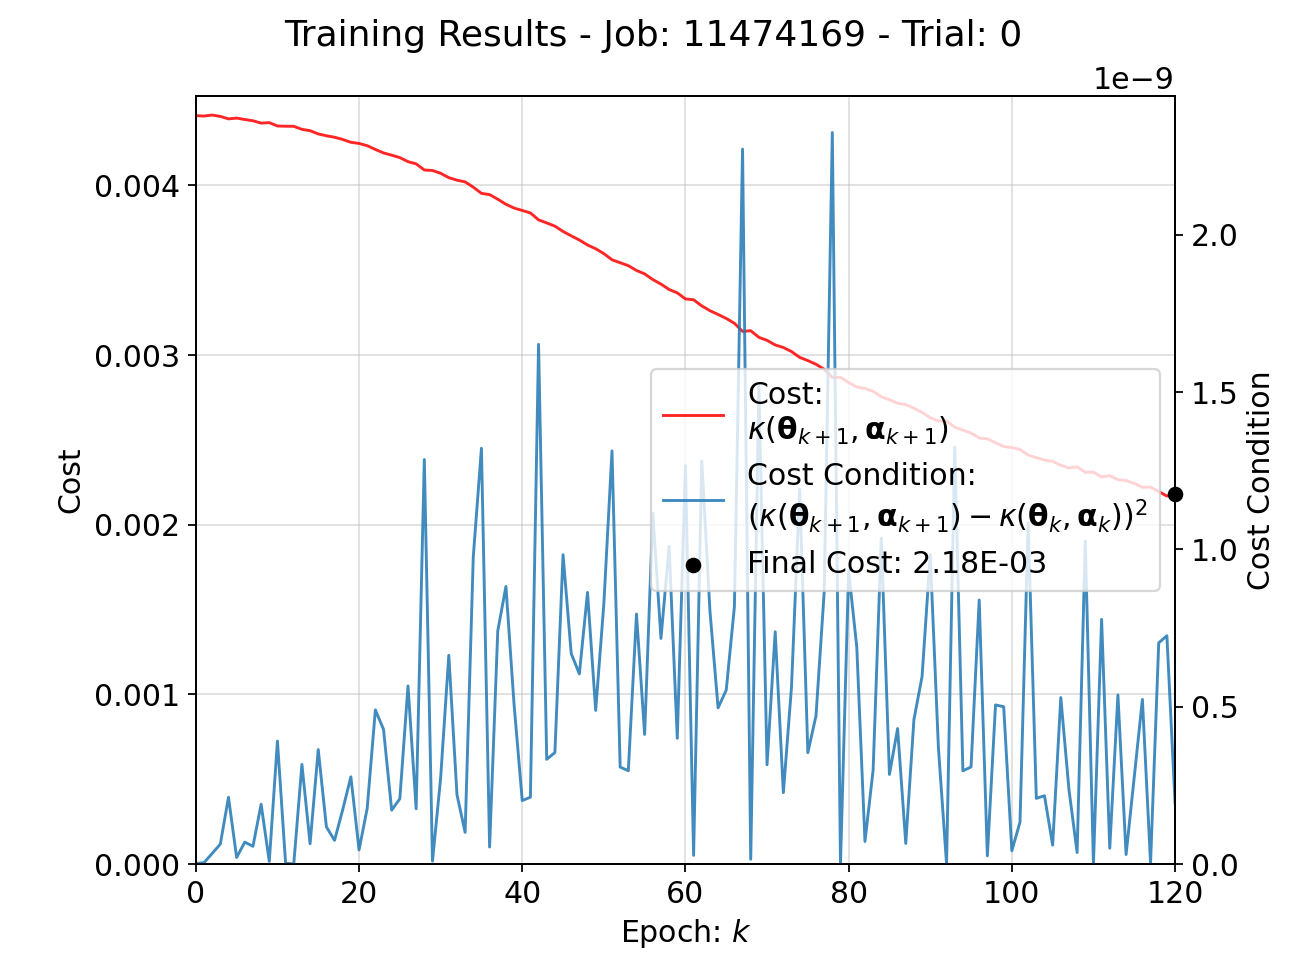 Training Results - Job: 11474169 - Trial: 0
1e−9
0.004
0.003
0.002
0.001
0.000
Cost
2.0
1.5
1.0
0.5
0.0
Cost Condition
Cost:
κ(𝛉ₖ₊₁, 𝛂ₖ₊₁)
Cost Condition:
(κ(𝛉ₖ₊₁, 𝛂ₖ₊₁) − κ(𝛉ₖ, 𝛂ₖ))²
Final Cost: 2.18E-03
0 20 40 60 80 100 120
Epoch: k